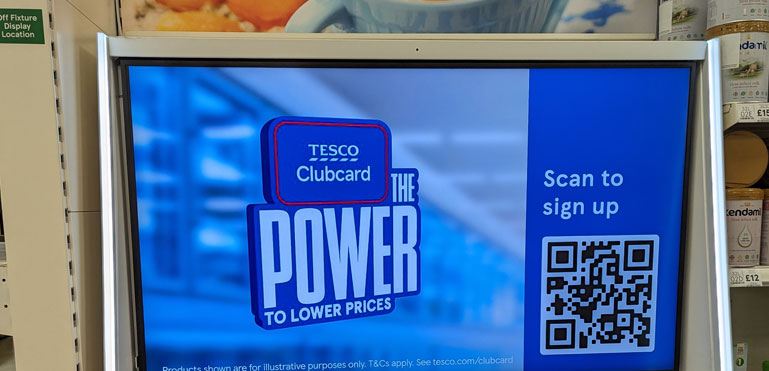 Off Fixture
Display
Location
TESCO
Clubcard
THE
POWER
TO LOWER PRICES
Scan to
sign up
Products shown are for illustrative purposes only. T&Cs apply. See tesco.com/clubcard
£15
£12